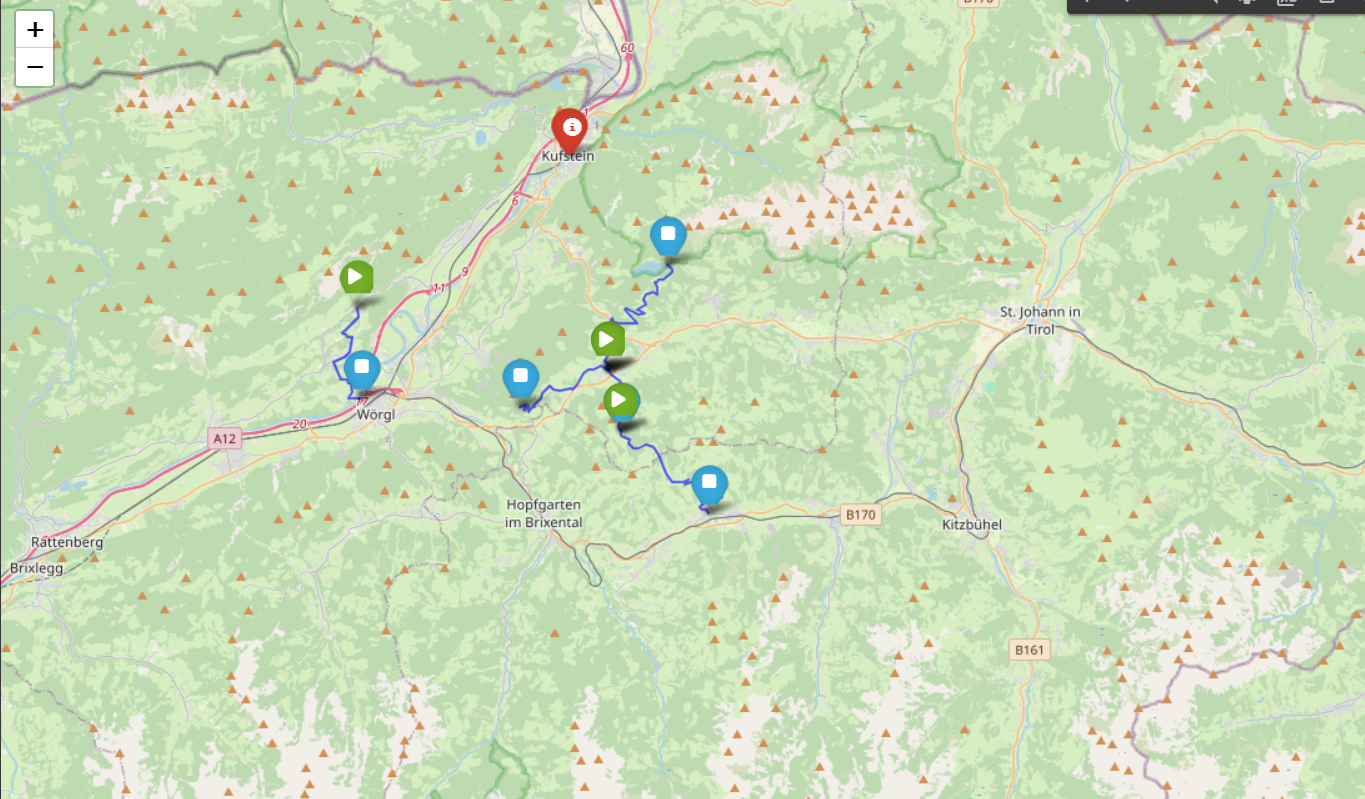 +
−
60
Kufstein
6
9
11
St. Johann in
Tirol
17
Wörgl
20
A12
Hopfgarten
im Brixental
B170
Kitzbühel
Rattenberg
Brixlegg
B161